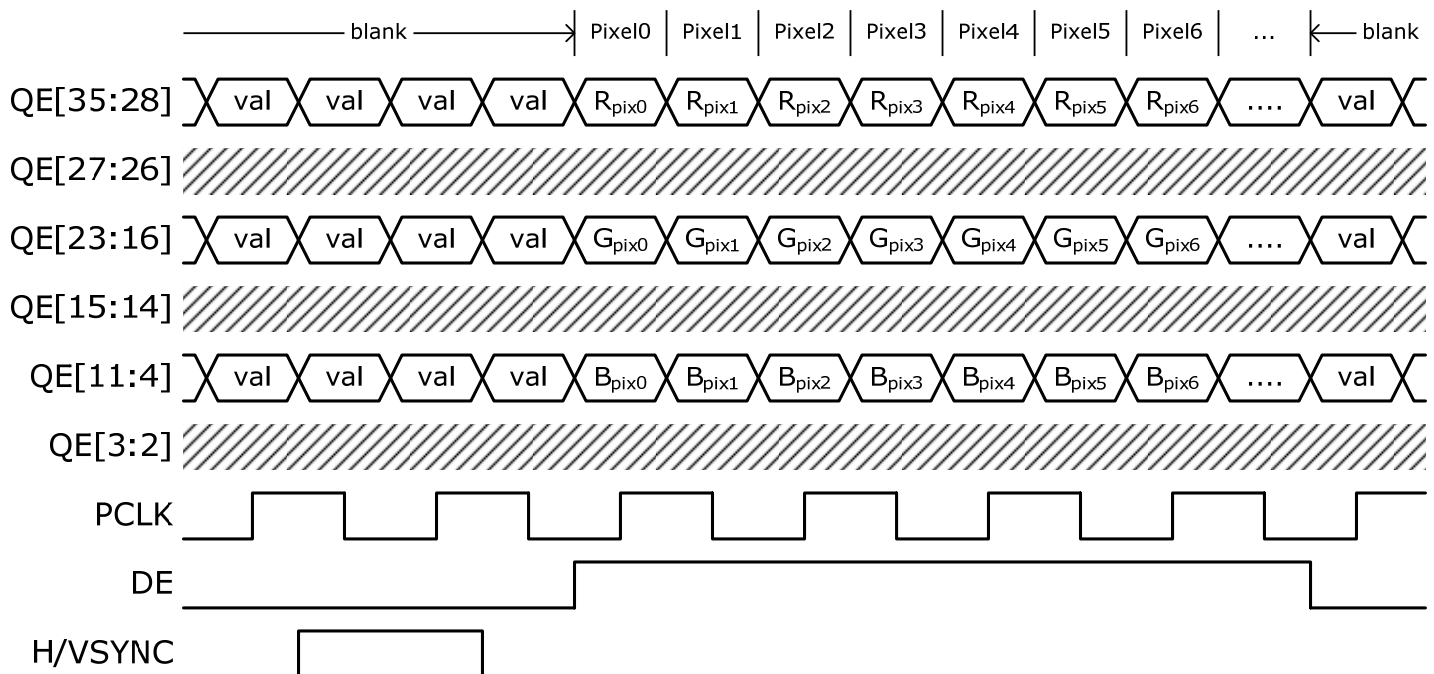 blank Pixel0 Pixel1 Pixel2 Pixel3 Pixel4 Pixel5 Pixel6 ... blank
QE[35:28] val val val val Rpix0 Rpix1 Rpix2 Rpix3 Rpix4 Rpix5 Rpix6 .... val
QE[27:26]
QE[23:16] val val val val Gpix0 Gpix1 Gpix2 Gpix3 Gpix4 Gpix5 Gpix6 .... val
QE[15:14]
QE[11:4] val val val val Bpix0 Bpix1 Bpix2 Bpix3 Bpix4 Bpix5 Bpix6 .... val
QE[3:2]
PCLK
DE
H/VSYNC